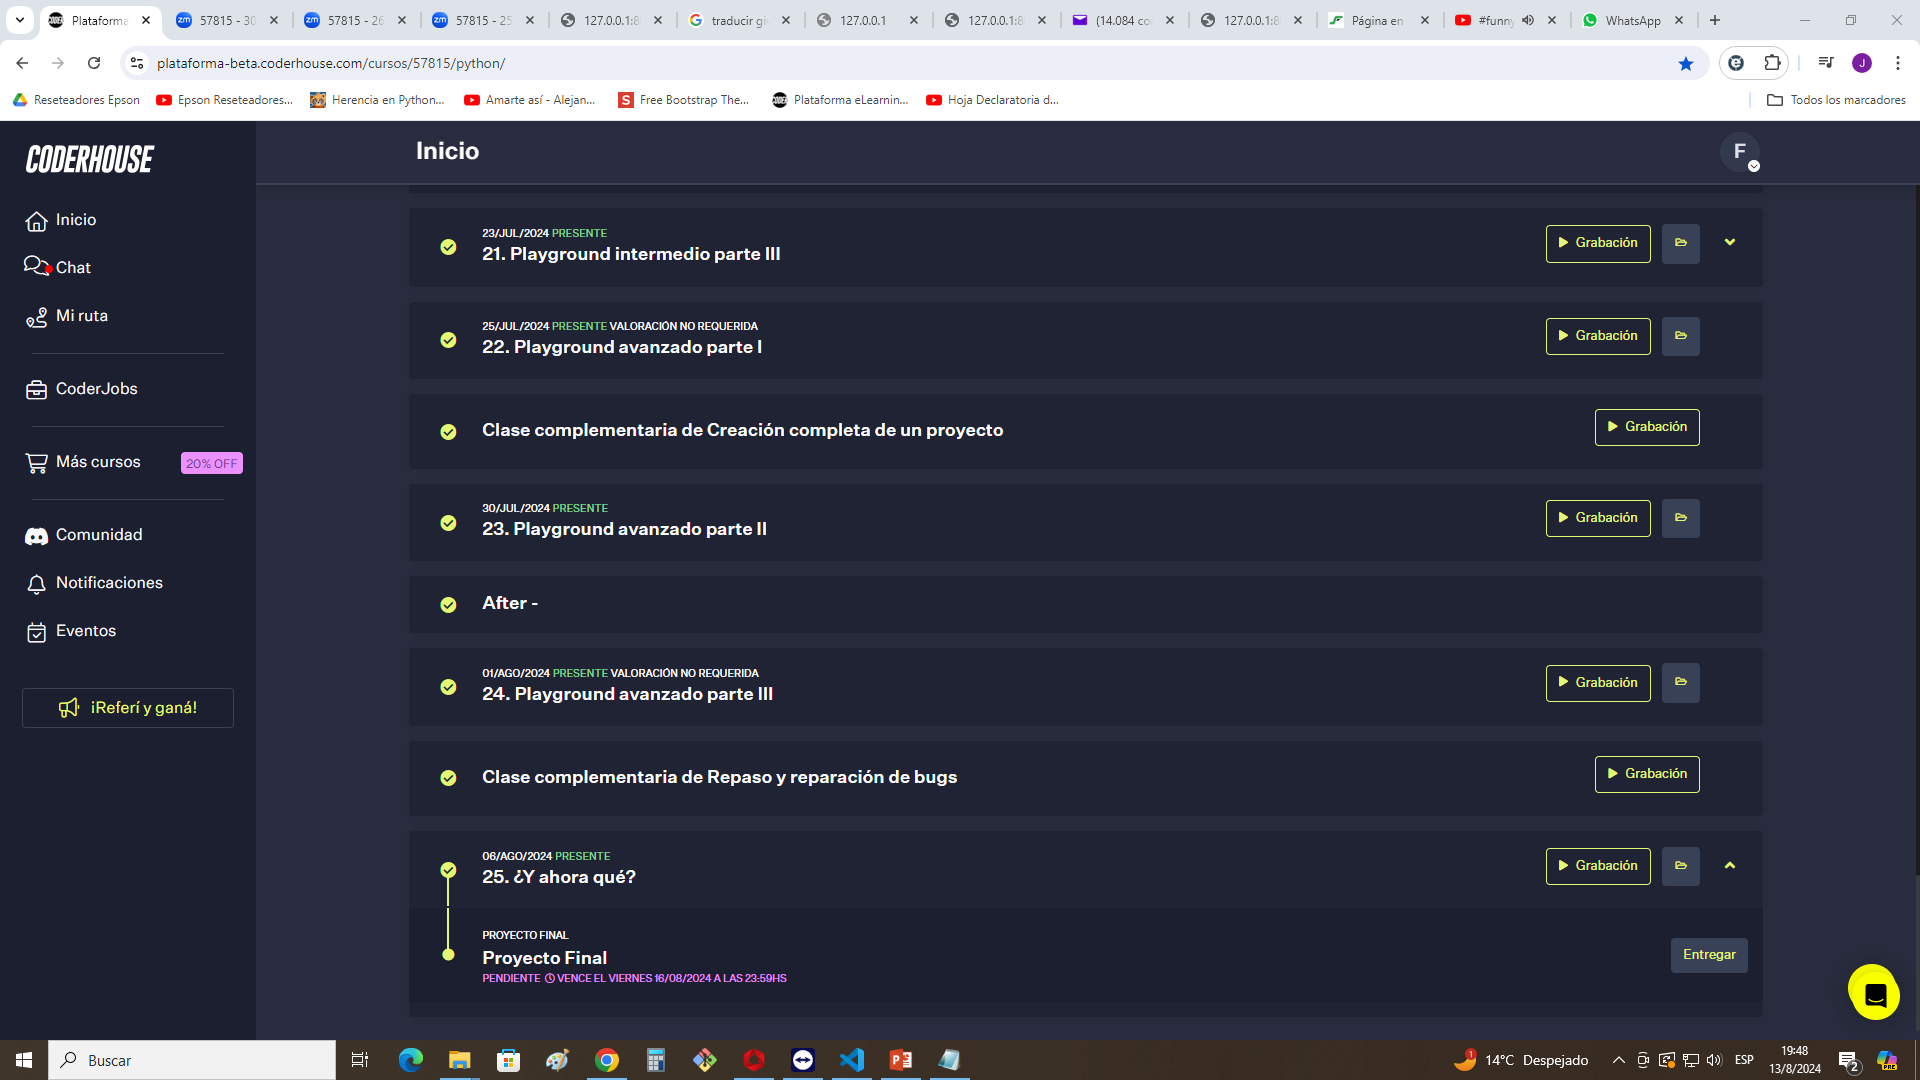 Plataforma
57815 - 30
57815 - 26
57815 - 25
127.0.0.1:8
traducir gi
127.0.0.1
127.0.0.1:8
(14.084 co
127.0.0.1:8
Página en
#funny
WhatsApp
plataforma-beta.coderhouse.com/cursos/57815/python/
J
Reseteadores Epson
Epson Reseteadores...
Herencia en Python...
Amarte así - Alejan...
Free Bootstrap The...
Plataforma eLearnin...
Hoja Declaratoria d...
Todos los marcadores
CODERHOUSE
Inicio
F
Inicio
Chat
Mi ruta
CoderJobs
Más cursos
20% OFF
Comunidad
Notificaciones
Eventos
¡Referí y ganá!
23/JUL/2024 PRESENTE
21. Playground intermedio parte III
Grabación
25/JUL/2024 PRESENTE VALORACIÓN NO REQUERIDA
22. Playground avanzado parte I
Grabación
Clase complementaria de Creación completa de un proyecto
Grabación
30/JUL/2024 PRESENTE
23. Playground avanzado parte II
Grabación
After -
01/AGO/2024 PRESENTE VALORACIÓN NO REQUERIDA
24. Playground avanzado parte III
Grabación
Clase complementaria de Repaso y reparación de bugs
Grabación
06/AGO/2024 PRESENTE
25. ¿Y ahora qué?
Grabación
PROYECTO FINAL
Proyecto Final
PENDIENTE VENCE EL VIERNES 16/08/2024 A LAS 23:59HS
Entregar
Buscar
1
14°C Despejado
ESP
19:48
13/8/2024
2